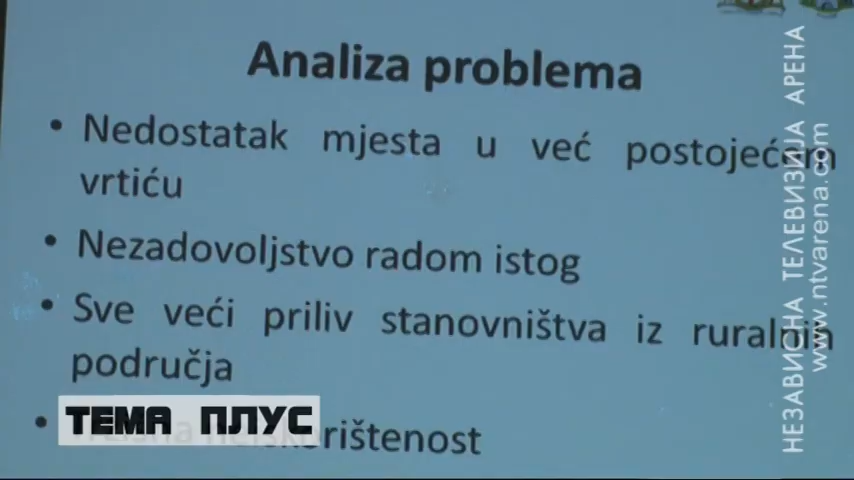 Analiza problema
• Nedostatak mjesta u već postojećem
vrtiću
• Nezadovoljstvo radom istog
• Sve veći priliv stanovništva iz ruralnih
područja
ТЕМА ПЛУС
НЕЗАВИСНА ТЕЛЕВИЗИЈА АРЕНА
www.ntvarena.com